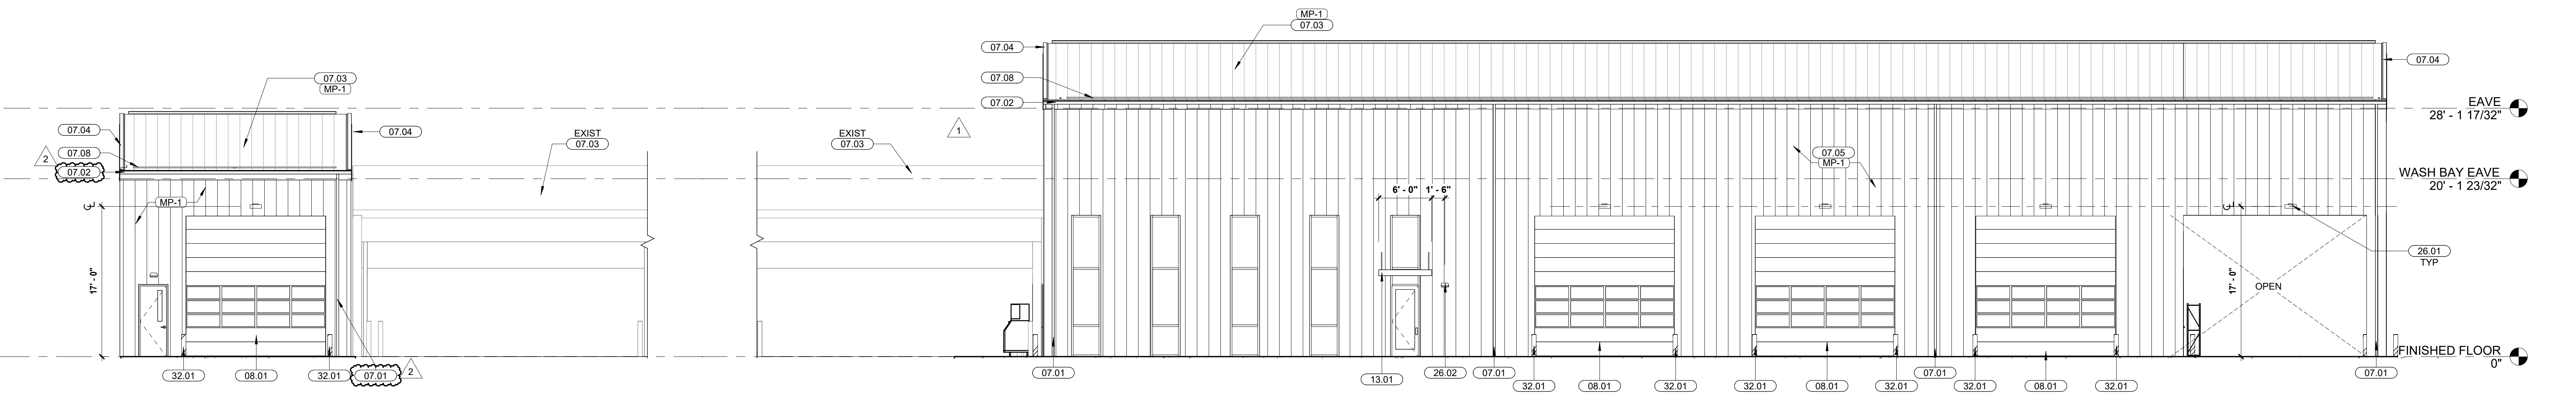 MP-1
07.03
07.04
07.08
07.02
07.04
EAVE
28' - 1 17/32"
07.03
MP-1
07.04
07.04
07.08
2
07.02
EXIST
07.03
EXIST
07.03
1
07.05
MP-1
WASH BAY EAVE
20' - 1 23/32"
6' - 0"
1' - 6"
MP-1
CL
17' - 0"
CL
17' - 0"
26.01
TYP
OPEN
FINISHED FLOOR
0"
32.01
08.01
32.01
07.01
2
07.01
13.01
26.02
07.01
32.01
08.01
32.01
32.01
08.01
32.01
07.01
32.01
08.01
32.01
07.01